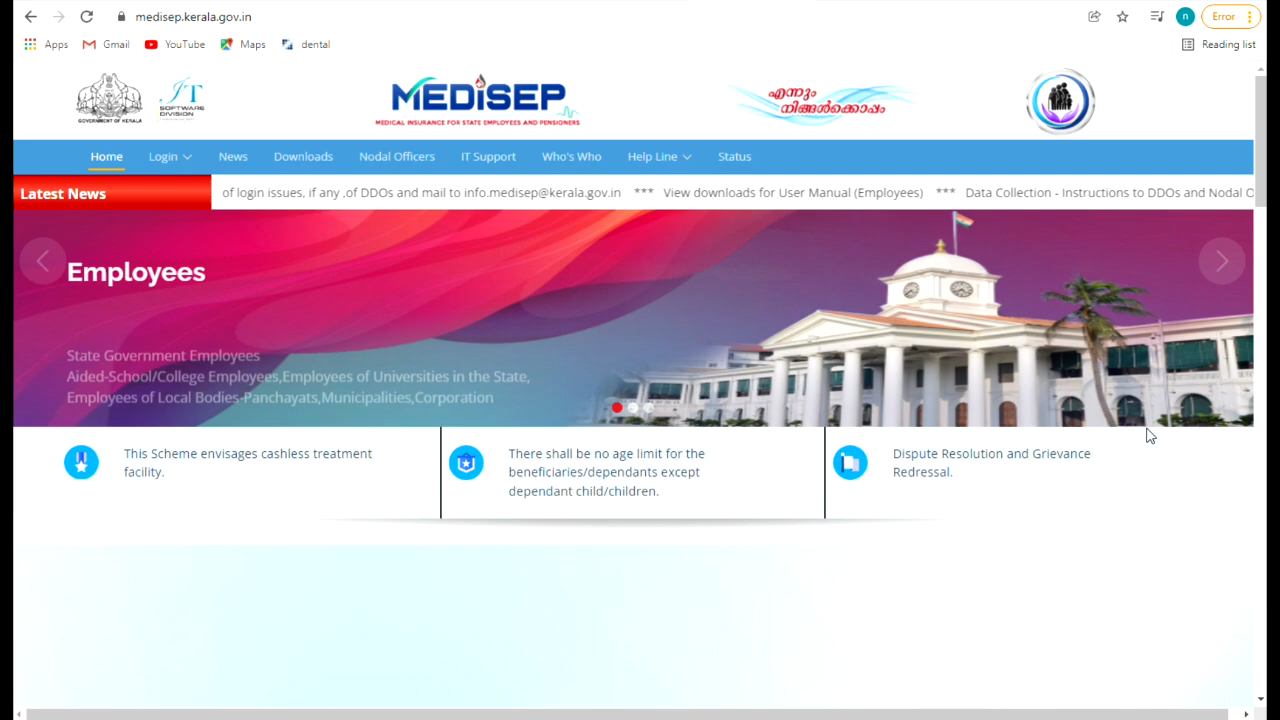 medisep.kerala.gov.in
n
Error
Apps
Gmail
YouTube
Maps
dental
Reading list
GOVERNMENT OF KERALA
IT
SOFTWARE
DIVISION
MEDiSEP
MEDICAL INSURANCE FOR STATE EMPLOYEES AND PENSIONERS
എന്നും
നിങ്ങൾക്കൊപ്പം
Home
Login
News
Downloads
Nodal Officers
IT Support
Who's Who
Help Line
Status
Latest News
of login issues, if any ,of DDOs and mail to info.medisep@kerala.gov.in *** View downloads for User Manual (Employees) *** Data Collection - Instructions to DDOs and Nodal O
Employees
State Government Employees
Aided-School/College Employees,Employees of Universities in the State,
Employees of Local Bodies-Panchayats,Municipalities,Corporation
This Scheme envisages cashless treatment
facility.
There shall be no age limit for the
beneficiaries/dependants except
dependant child/children.
Dispute Resolution and Grievance
Redressal.